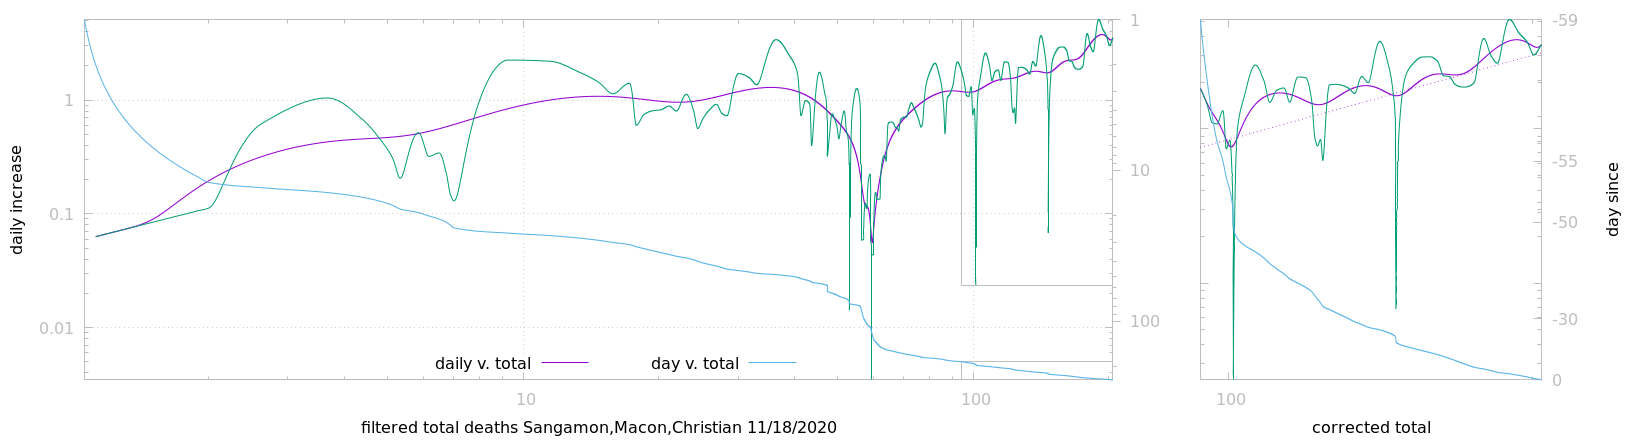 1
-59
1
10
-55
daily increase
day since
0.1
-50
0.01
100
-30
daily v. total
day v. total
0
10
100
100
filtered total deaths Sangamon,Macon,Christian 11/18/2020
corrected total